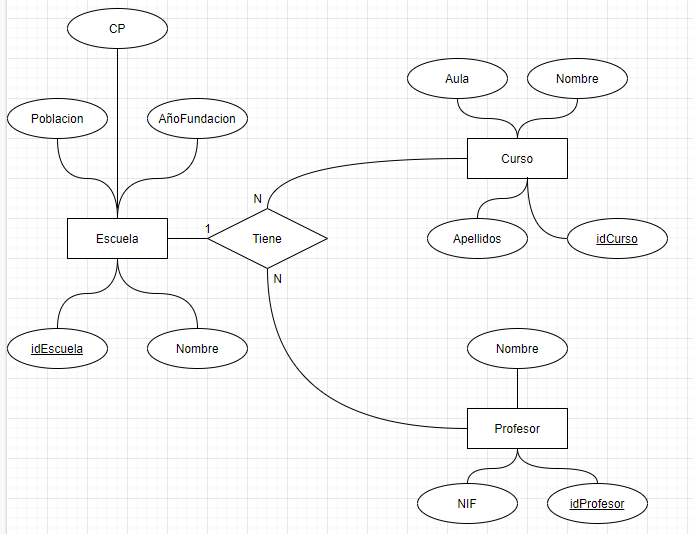 CP
Aula
Nombre
Poblacion
AñoFundacion
Curso
N
1
Escuela
Tiene
Apellidos
idCurso
N
idEscuela
Nombre
Nombre
Profesor
NIF
idProfesor